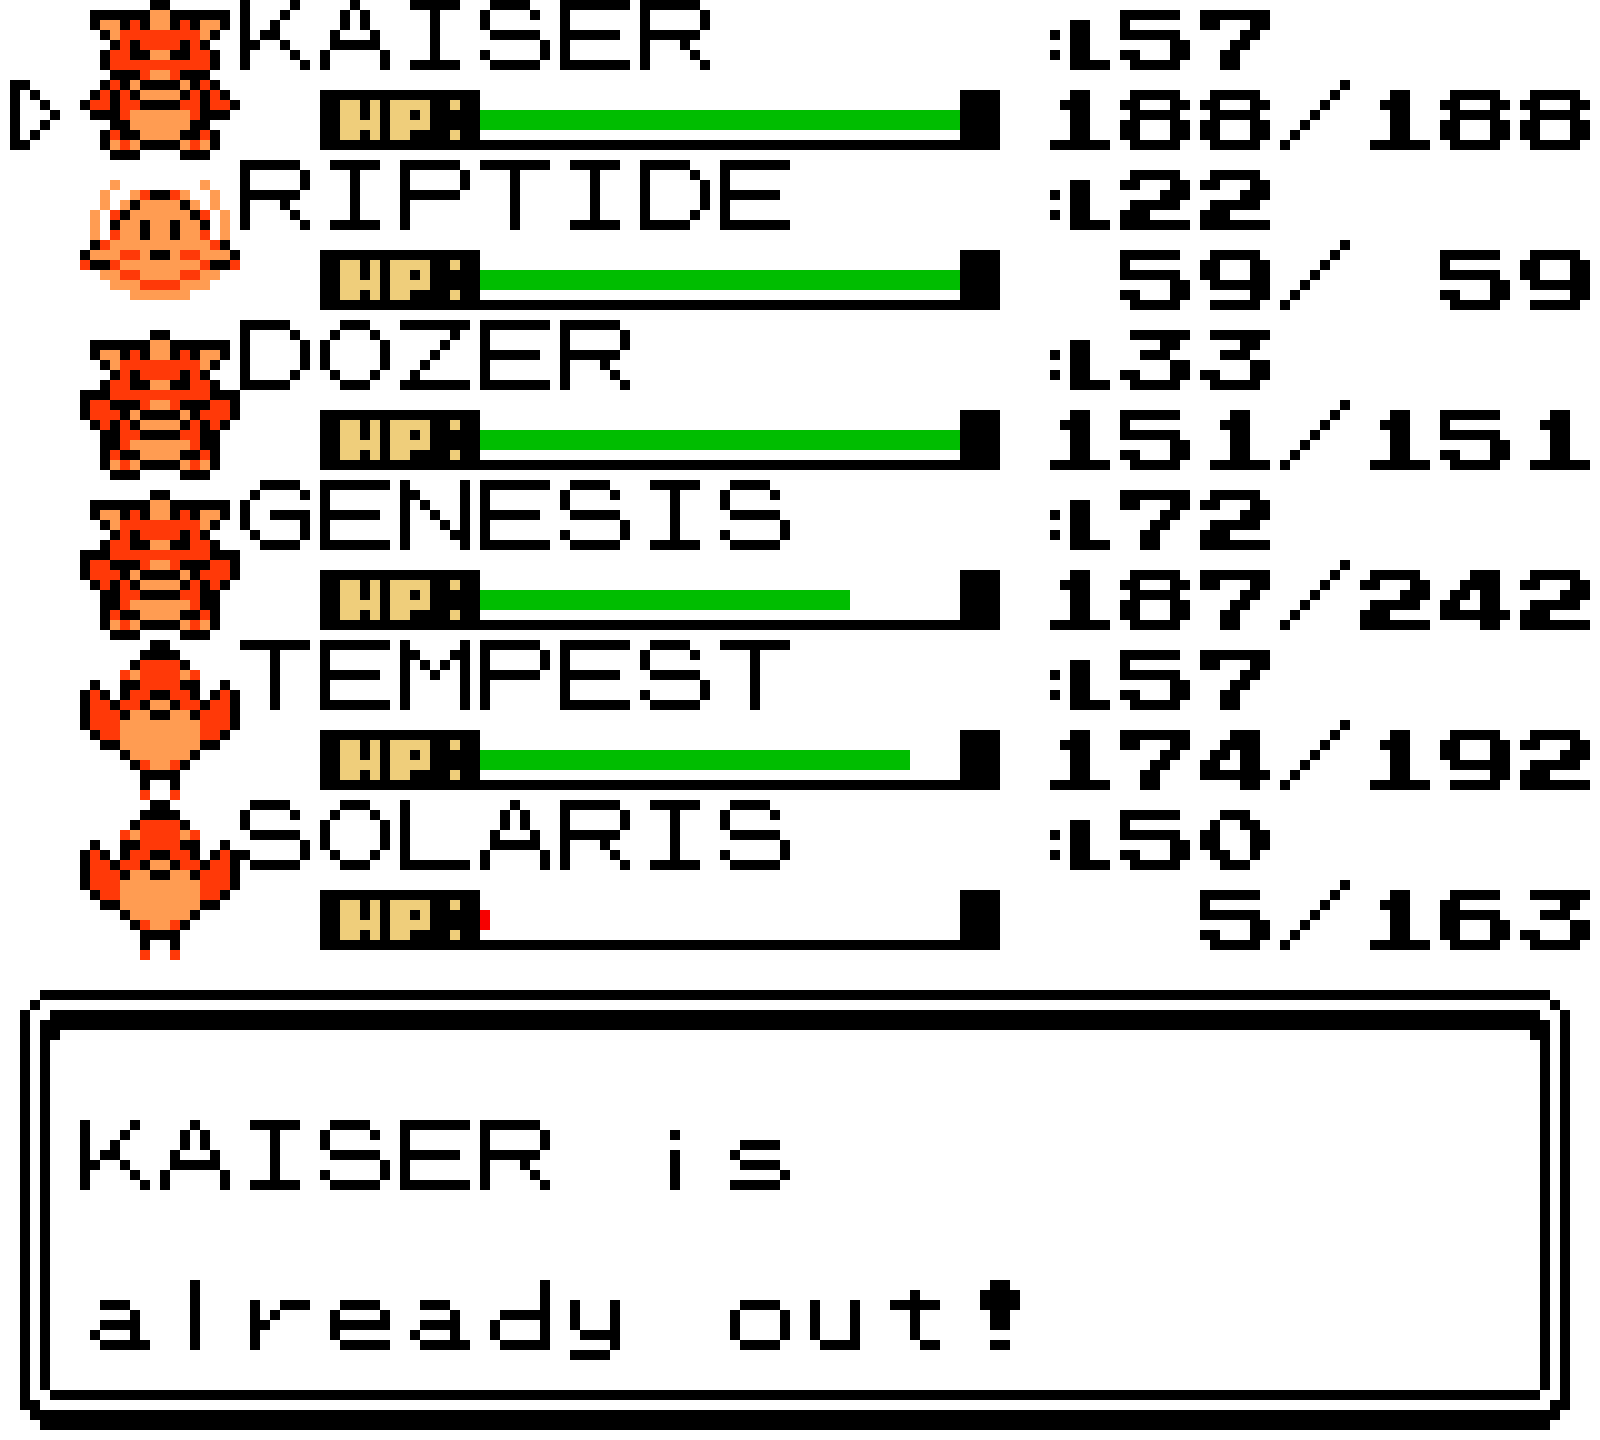 KAISER :L57
HP: 188/188
RIPTIDE :L22
HP: 59/ 59
DOZER :L33
HP: 151/151
GENESIS :L72
HP: 187/242
TEMPEST :L57
HP: 174/192
SOLARIS :L50
HP: 5/163
KAISER is
already out!